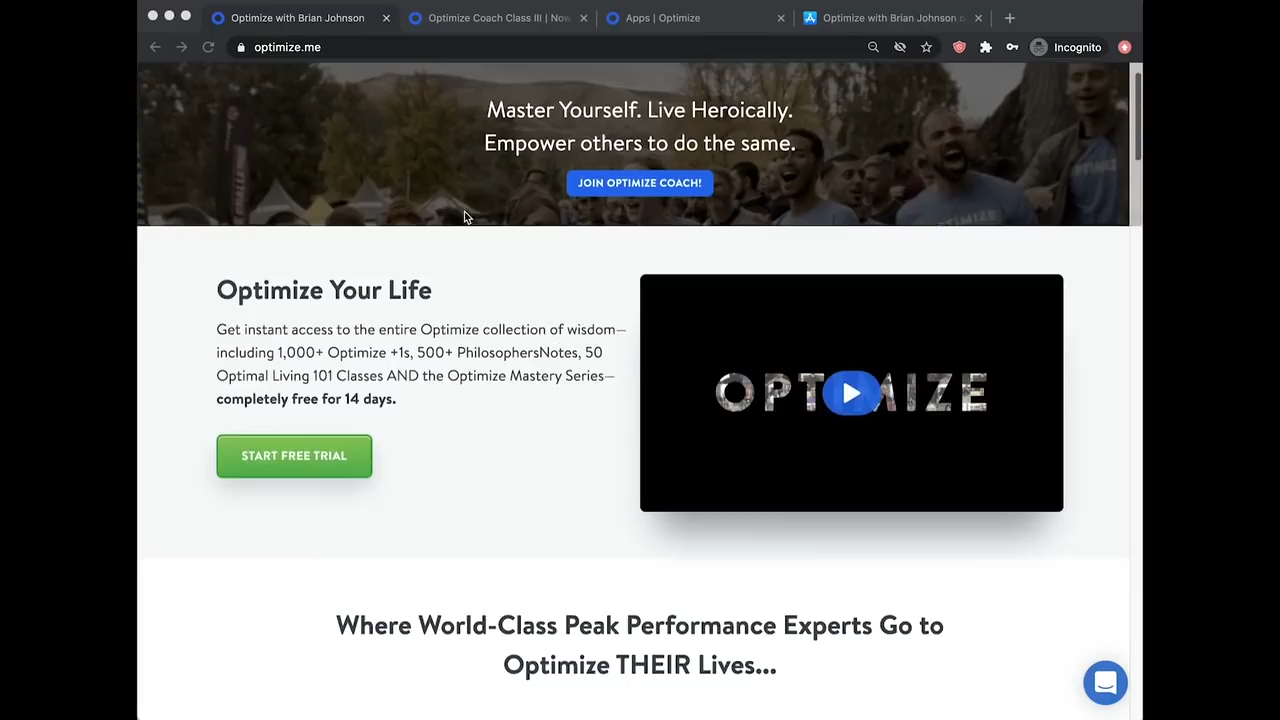 Optimize with Brian Johnson
Optimize Coach Class III | Now
Apps | Optimize
Optimize with Brian Johnson o
optimize.me
Incognito
Master Yourself. Live Heroically.
Empower others to do the same.
JOIN OPTIMIZE COACH!
OPTIMIZE
Optimize Your Life
Get instant access to the entire Optimize collection of wisdom—
including 1,000+ Optimize +1s, 500+ PhilosophersNotes, 50
Optimal Living 101 Classes AND the Optimize Mastery Series—
completely free for 14 days.
START FREE TRIAL
OPTIMIZE
Where World-Class Peak Performance Experts Go to
Optimize THEIR Lives...